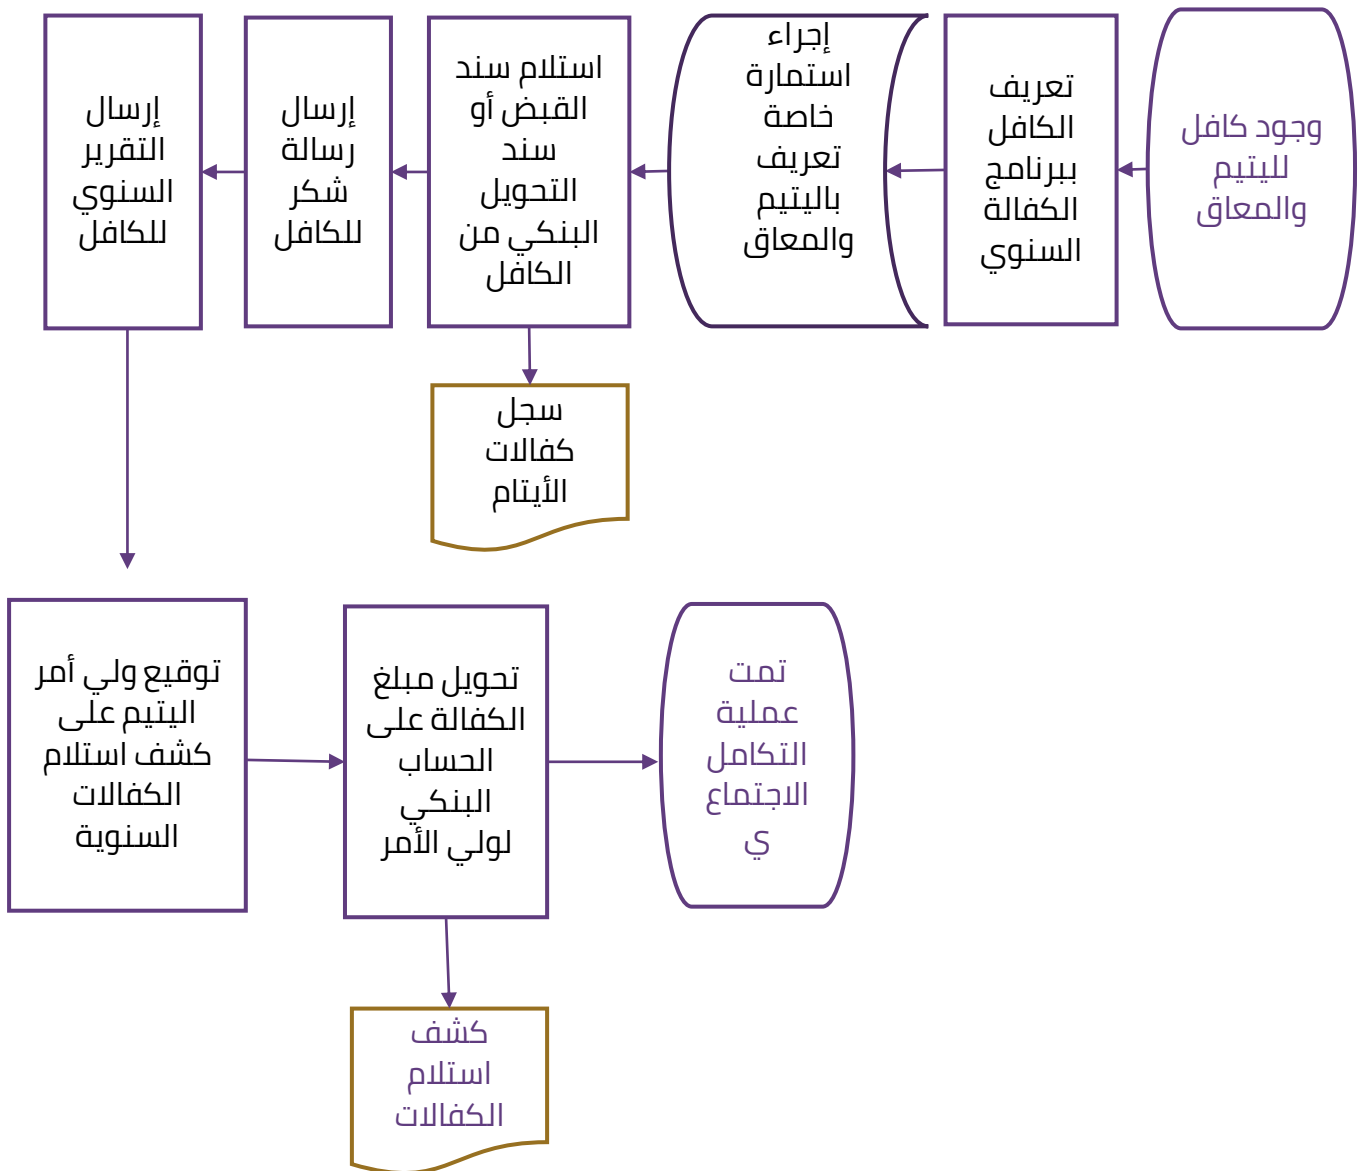 وجود كافل
لليتيم
والمعاق
تعريف
الكافل
ببرنامج
الكفالة
السنوي
إجراء
استمارة
خاصة
تعريف
باليتيم
والمعاق
استلام سند
القبض أو
سند
التحويل
البنكي من
الكافل
إرسال
رسالة
شكر
للكافل
إرسال
التقرير
السنوي
للكافل
سجل
كفالات
الأيتام
توقيع ولي أمر
اليتيم على
كشف استلام
الكفالات
السنوية
تحويل مبلغ
الكفالة على
الحساب
البنكي
لولي الأمر
تمت
عملية
التكامل
الاجتماع
ي
كشف
استلام
الكفالات